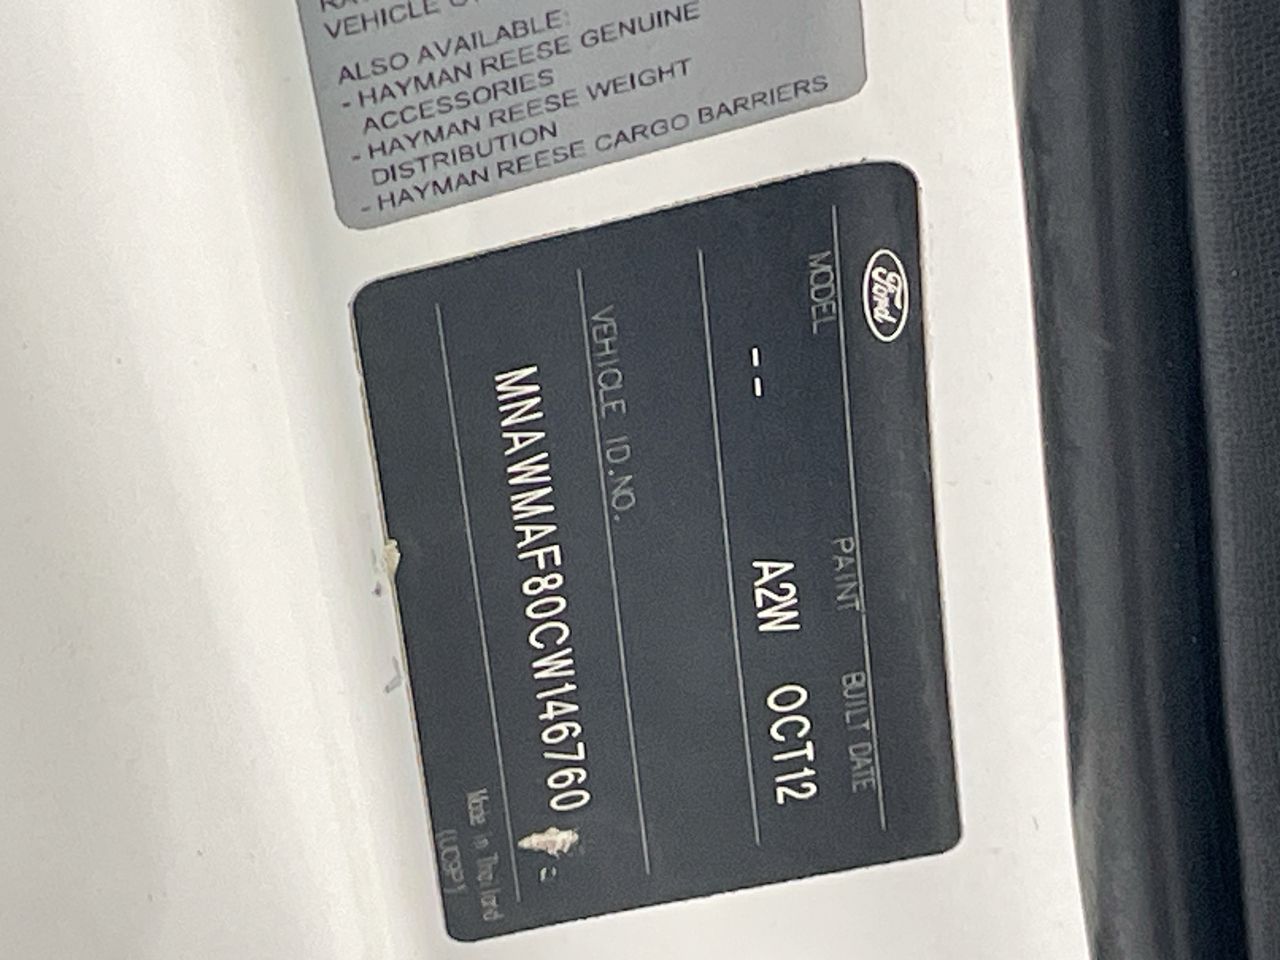 VEHICLE
ALSO AVAILABLE:
- HAYMAN REESE GENUINE
ACCESSORIES
- HAYMAN REESE WEIGHT
DISTRIBUTION
- HAYMAN REESE CARGO BARRIERS
Ford
MODEL PAINT BUILT DATE
-- A2W OCT12
VEHICLE ID.NO.
MNAWMAF80CW146760
Made in Thailand
(UC9P)